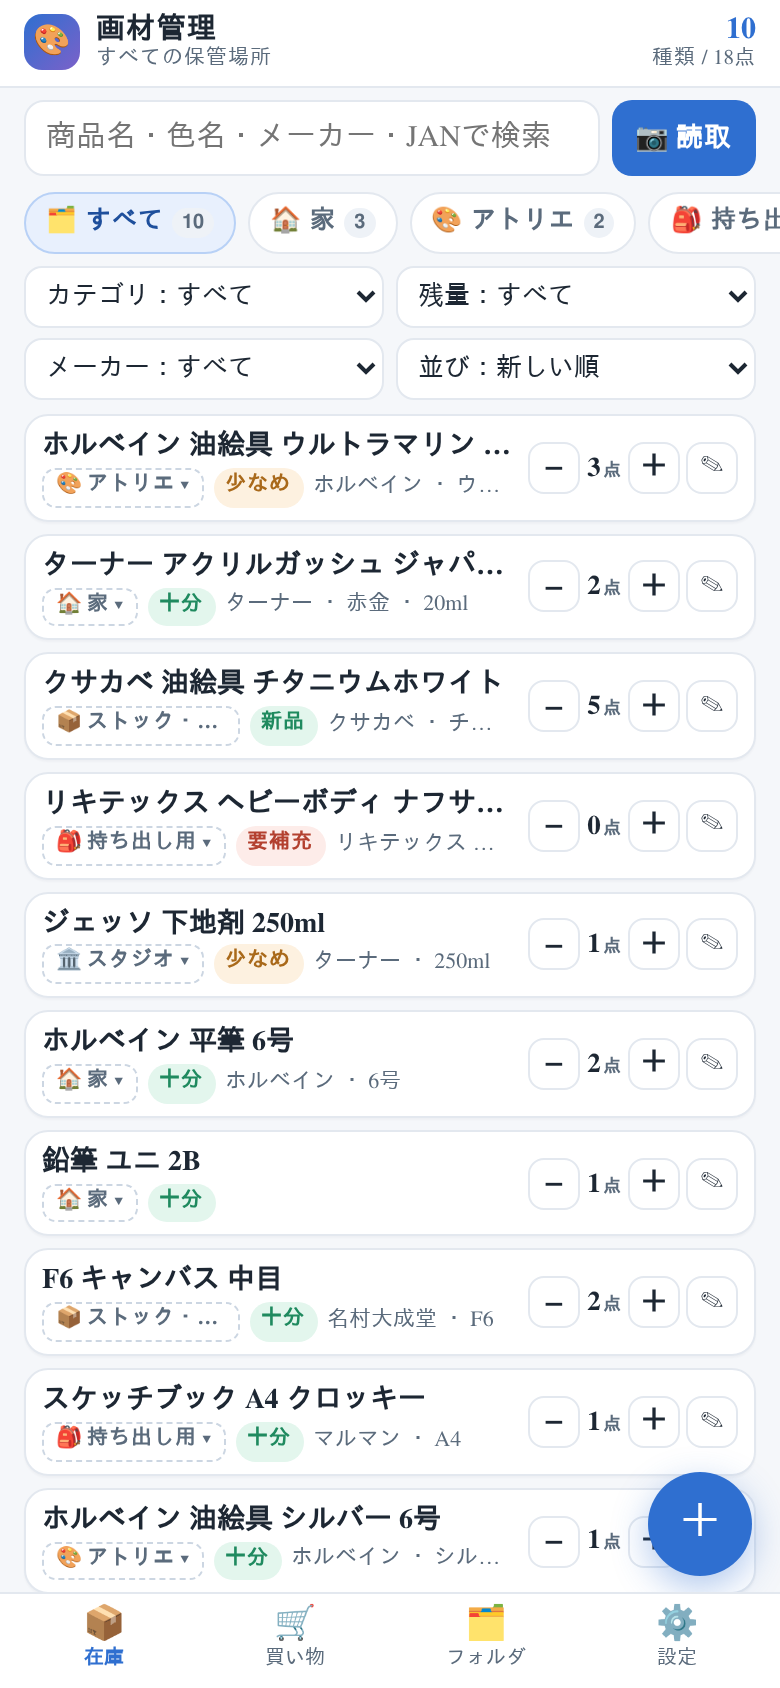 画材管理
すべての保管場所
10
種類 / 18点
商品名・色名・メーカー・JANで検索
読取
すべて 10
家 3
アトリエ 2
持ち出
カテゴリ：すべて
残量：すべて
メーカー：すべて
並び：新しい順
ホルベイン 油絵具 ウルトラマリン …
アトリエ ▾ 少なめ ホルベイン ・ ウ…
− 3点 ＋
ターナー アクリルガッシュ ジャパ…
家 ▾ 十分 ターナー ・ 赤金 ・ 20ml
− 2点 ＋
クサカベ 油絵具 チタニウムホワイト
ストック・… 新品 クサカベ ・ チ…
− 5点 ＋
リキテックス ヘビーボディ ナフサ…
持ち出し用 ▾ 要補充 リキテックス …
− 0点 ＋
ジェッソ 下地剤 250ml
スタジオ ▾ 少なめ ターナー ・ 250ml
− 1点 ＋
ホルベイン 平筆 6号
家 ▾ 十分 ホルベイン ・ 6号
− 2点 ＋
鉛筆 ユニ 2B
家 ▾ 十分
− 1点 ＋
F6 キャンバス 中目
ストック・… 十分 名村大成堂 ・ F6
− 2点 ＋
スケッチブック A4 クロッキー
持ち出し用 ▾ 十分 マルマン ・ A4
− 1点 ＋
ホルベイン 油絵具 シルバー 6号
アトリエ ▾ 十分 ホルベイン ・ シル…
− 1点 ＋
＋
在庫
買い物
フォルダ
設定